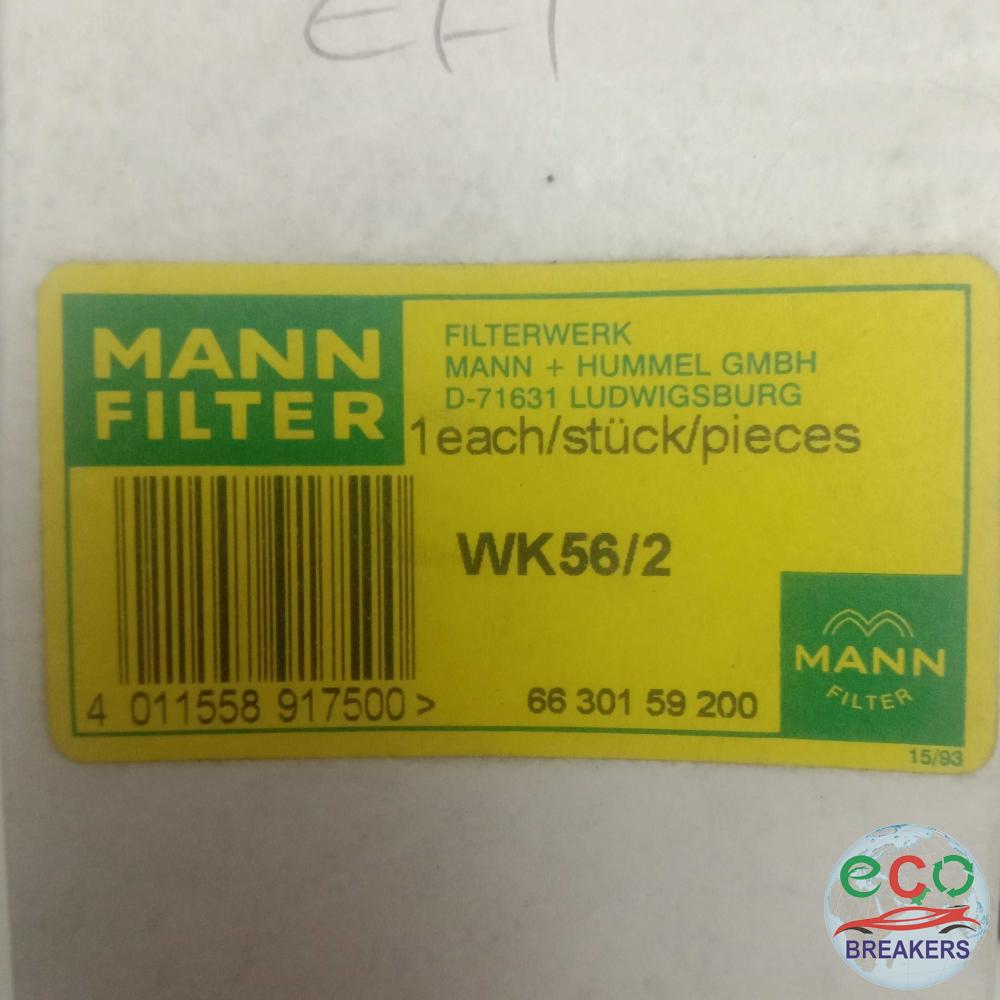 EFI
MANN
FILTER
FILTERWERK
MANN + HUMMEL GMBH
D-71631 LUDWIGSBURG
1each/stück/pieces
WK56/2
4 011558 917500 >
66 301 59 200
MANN
FILTER
15/93
eco
BREAKERS